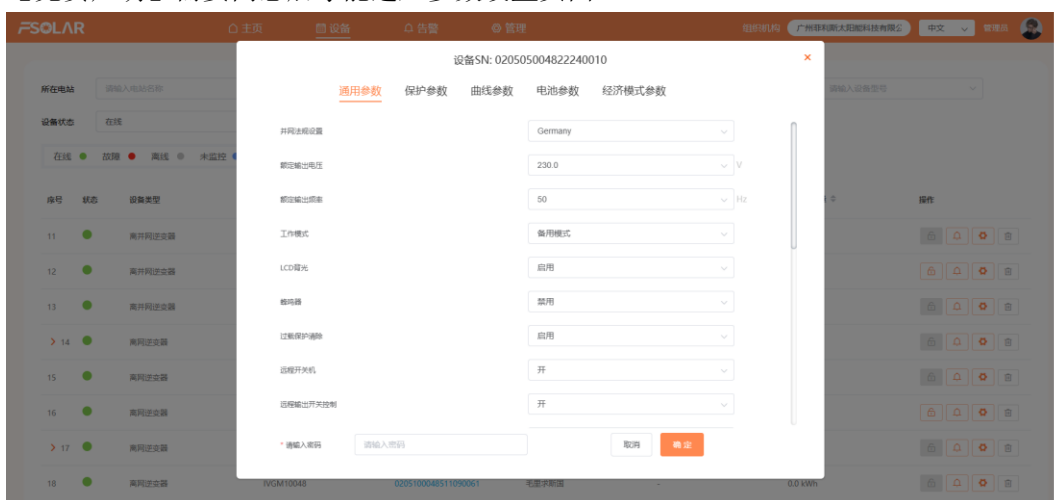 FSOLAR 主页 设备 告警 管理 组织机构 广州菲利斯太阳能科技有限公 中文 管理员
设备SN: 020505004822240010 ×
所在电站 请输入电站名称 请输入设备型号
通用参数 保护参数 曲线参数 电池参数 经济模式参数
设备状态 在线
并网法规设置 Germany
在线 故障 离线 未监控
额定输出电压 230.0 V
序号 状态 设备类型 操作
额定输出频率 50 Hz
11 离并网逆变器
工作模式 备用模式
12 离并网逆变器
LCD背光 启用
13 离并网逆变器
蜂鸣器 禁用
14 离网逆变器
过载保护清除 启用
15 离网逆变器
远程开关机 开
16 离网逆变器
远程输出开关控制 开
17 离网逆变器
* 请输入密码 请输入密码 取消 确定
18 离网逆变器 IVGM10048 0205100048511090061 毛里求斯国 - 0.0 kWh